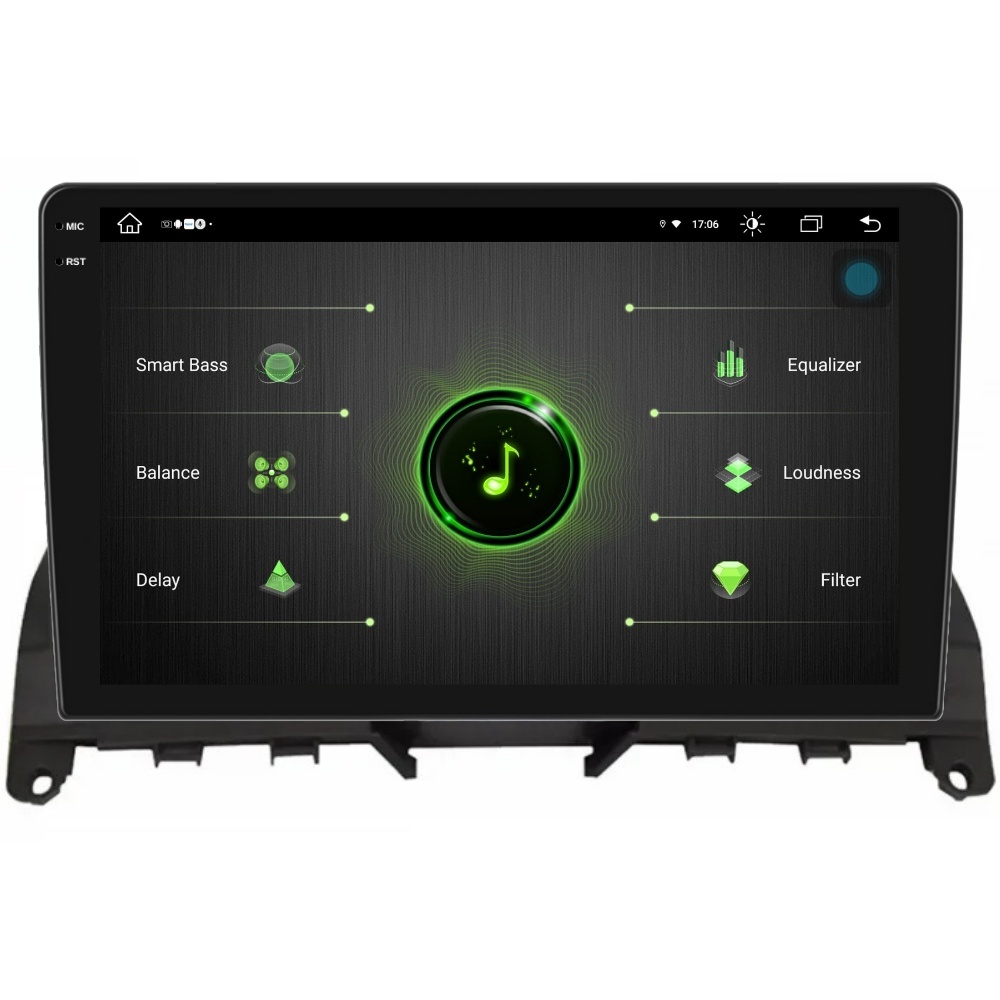 MIC
17:06
RST
Smart Bass
Equalizer
Balance
Loudness
Delay
Filter